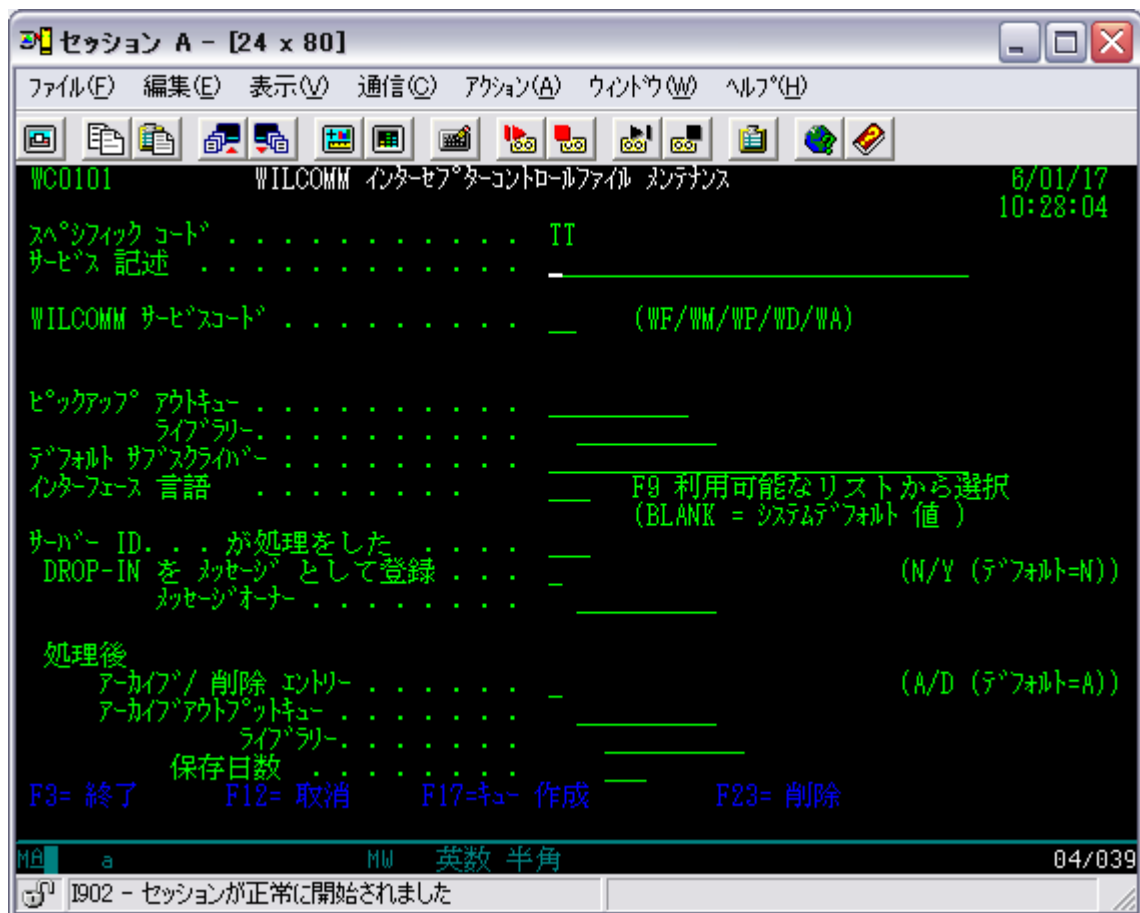 セッション A - [24 x 80]
ファイル(F) 編集(E) 表示(V) 通信(C) アクション(A) ウィンドウ(W) ヘルプ(H)
WC0101 WILCOMM インターセプターコントロールファイル メンテナンス 6/01/17
10:28:04
スペシフィック コード . . . . . . . . . . . TT
サービス 記述 . . . . . . . . . . . .
WILCOMM サービスコード . . . . . . . . . __ (WF/WM/WP/WD/WA)
ピックアップ アウトキュー . . . . . . . . . .
ライブラリー. . . . . . . . . .
デフォルト サブスクライバー . . . . . . . . .
インターフェース 言語 . . . . . . . . ___ F9 利用可能なリストから選択
(BLANK = システムデフォルト 値 )
サーバー ID. . . が処理をした . . . . ___
DROP-IN を メッセージ として登録 . . . _ (N/Y (デフォルト=N))
メッセージオーナー . . . . . . . .
処理後
アーカイブ/ 削除 エントリー . . . . . . _ (A/D (デフォルト=A))
アーカイブアウトプットキュー . . . . . . .
ライブラリー. . . . . . .
保存日数 . . . . . . . . ___
F3= 終了 F12= 取消 F17=キュー 作成 F23= 削除
MA a MW 英数 半角 04/039
I902 - セッションが正常に開始されました